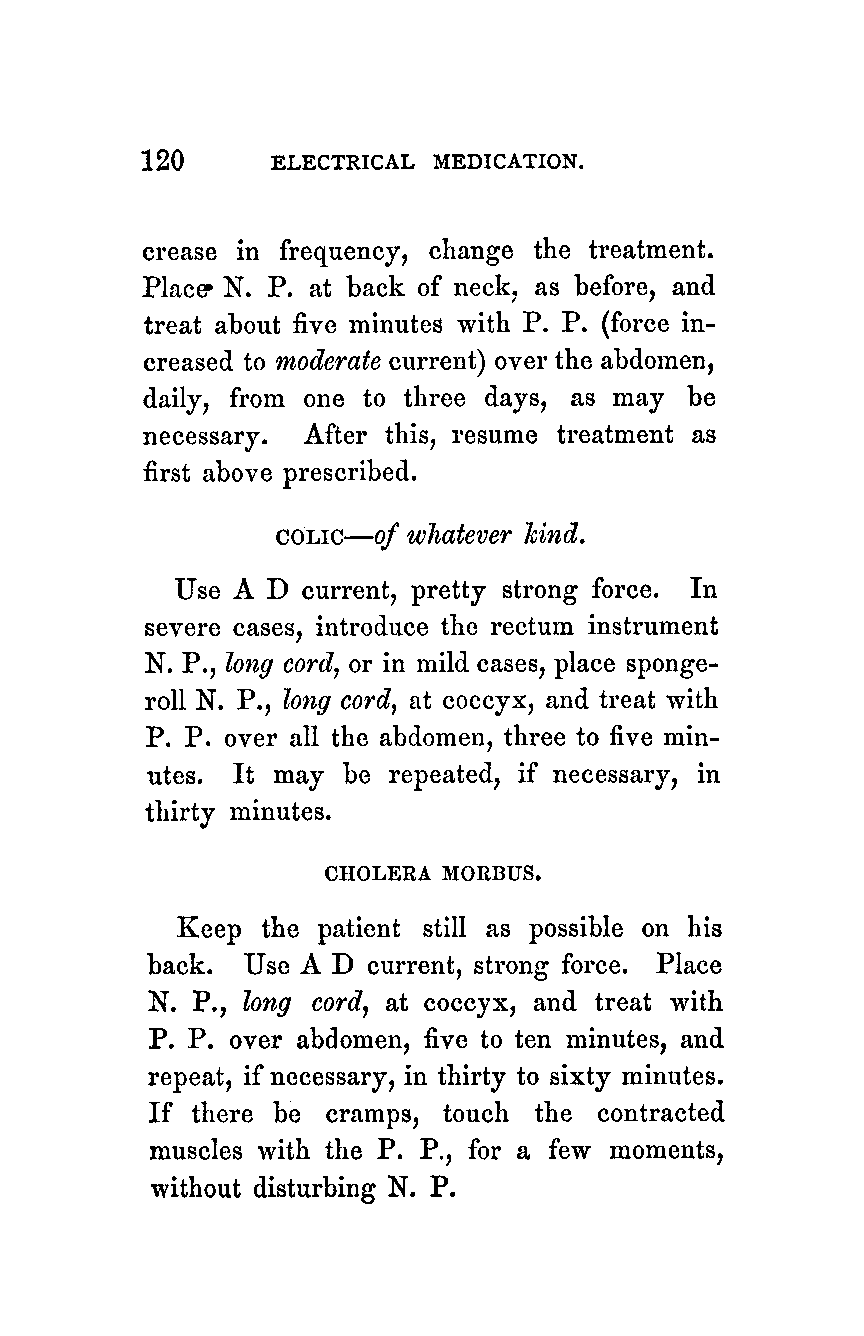 120 ELECTRICAL MEDICATION.
crease in frequency, change the treatment.
Place N. P. at back of neck, as before, and
treat about five minutes with P. P. (force in-
creased to moderate current) over the abdomen,
daily, from one to three days, as may be
necessary. After this, resume treatment as
first above prescribed.
COLIC—of whatever kind.
Use A D current, pretty strong force. In
severe cases, introduce the rectum instrument
N. P., long cord, or in mild cases, place sponge-
roll N. P., long cord, at coccyx, and treat with
P. P. over all the abdomen, three to five min-
utes. It may be repeated, if necessary, in
thirty minutes.
CHOLERA MORBUS.
Keep the patient still as possible on his
back. Use A D current, strong force. Place
N. P., long cord, at coccyx, and treat with
P. P. over abdomen, five to ten minutes, and
repeat, if necessary, in thirty to sixty minutes.
If there be cramps, touch the contracted
muscles with the P. P., for a few moments,
without disturbing N. P.